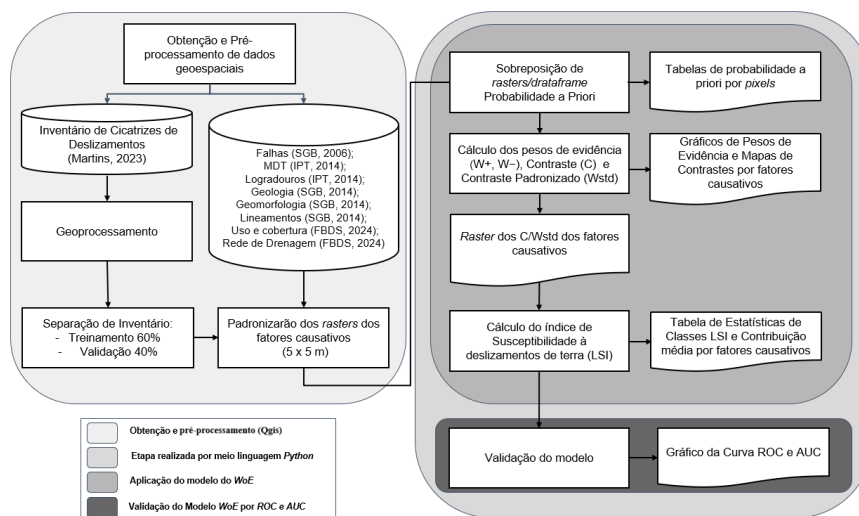 Obtenção e Pré-
processamento de dados
geoespaciais
Inventário de Cicatrizes de
Deslizamentos
(Martins, 2023)
Falhas (SGB, 2006);
MDT (IPT, 2014);
Logradouros (IPT, 2014);
Geologia (SGB, 2014);
Geomorfologia (SGB, 2014);
Lineamentos (SGB, 2014);
Uso e cobertura (FBDS, 2024);
Rede de Drenagem (FBDS, 2024)
Geoprocessamento
Separação de Inventário:
- Treinamento 60%
- Validação 40%
Padronizarão dos rasters dos
fatores causativos
(5 x 5 m)
Sobreposição de
rasters/drataframe
Probabilidade a Priori
Tabelas de probabilidade a
priori por pixels
Cálculo dos pesos de evidência
(W+, W−), Contraste (C) e
Contraste Padronizado (Wstd)
Gráficos de Pesos de
Evidência e Mapas de
Contrastes por fatores
causativos
Raster dos C/Wstd dos fatores
causativos
Cálculo do índice de
Susceptibilidade à
deslizamentos de terra (LSI)
Tabela de Estatísticas de
Classes LSI e Contribuição
média por fatores causativos
Validação do modelo
Gráfico da Curva ROC e AUC
Obtenção e pré-processamento (Qgis)
Etapa realizada por meio linguagem Python
Aplicação do modelo do WoE
Validação do Modelo WoE por ROC e AUC